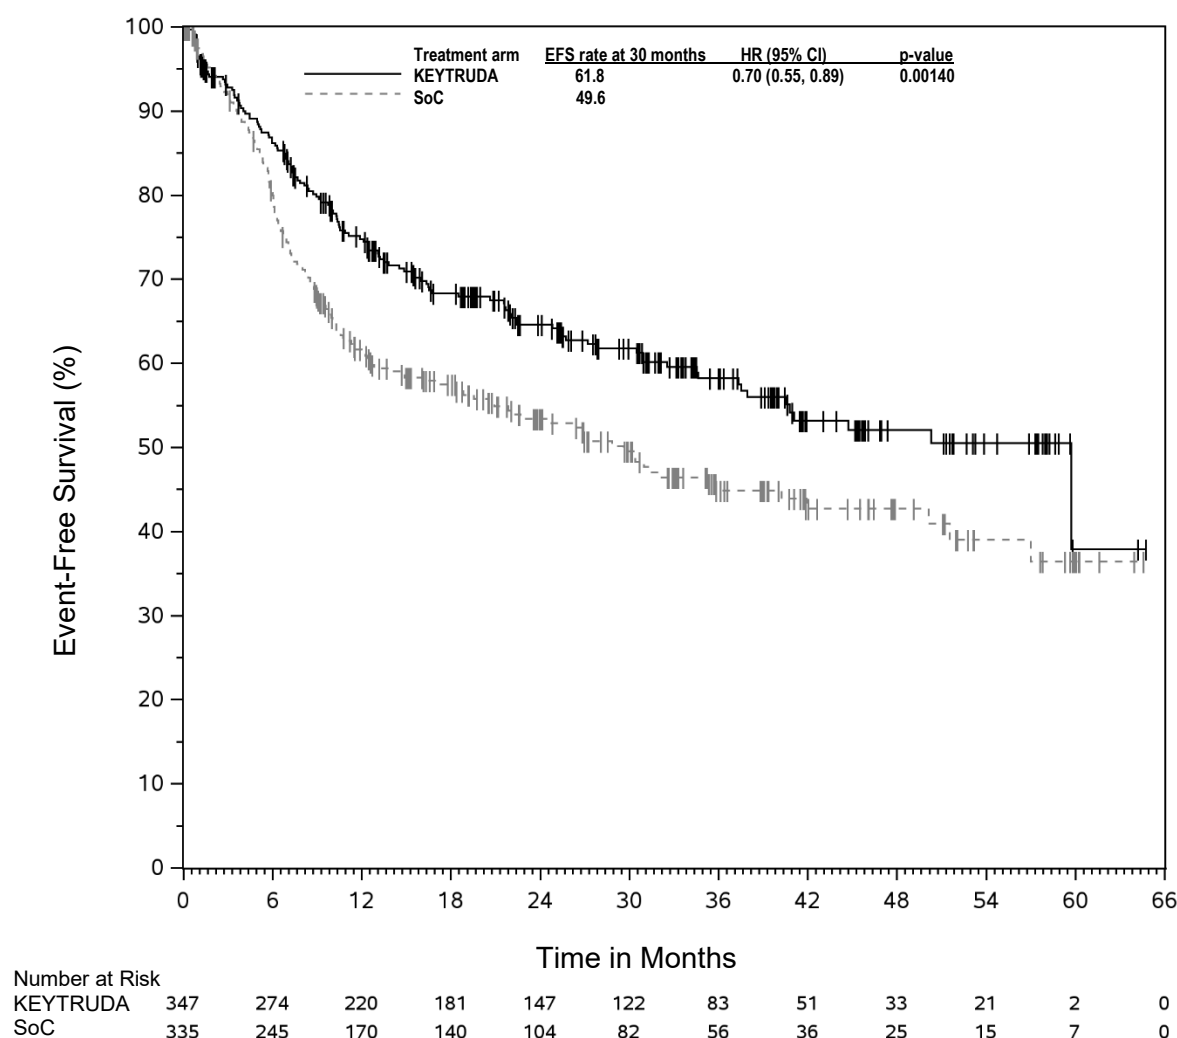 100
90
80
70
60
50
40
30
20
10
0
Event-Free Survival (%)
Treatment arm EFS rate at 30 months HR (95% CI) p-value
KEYTRUDA 61.8 0.70 (0.55, 0.89) 0.00140
SoC 49.6
0 6 12 18 24 30 36 42 48 54 60 66
Time in Months
Number at Risk
KEYTRUDA 347 274 220 181 147 122 83 51 33 21 2 0
SoC 335 245 170 140 104 82 56 36 25 15 7 0